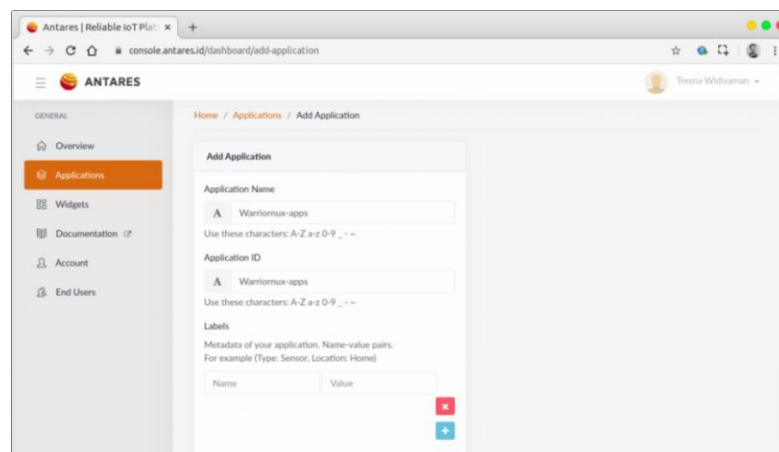 Antares | Reliable IoT Plat
console.antares.id/dashboard/add-application
ANTARES
Tresna Widiyaman
GENERAL
Overview
Applications
Widgets
Documentation
Account
End Users
Home / Applications / Add Application
Add Application
Application Name
A Warriornux-apps
Use these characters: A-Z a-z 0-9 _ - ~
Application ID
A Warriornux-apps
Use these characters: A-Z a-z 0-9 _ - ~
Labels
Metadata of your application. Name-value pairs.
For example (Type: Sensor, Location: Home)
Name Value